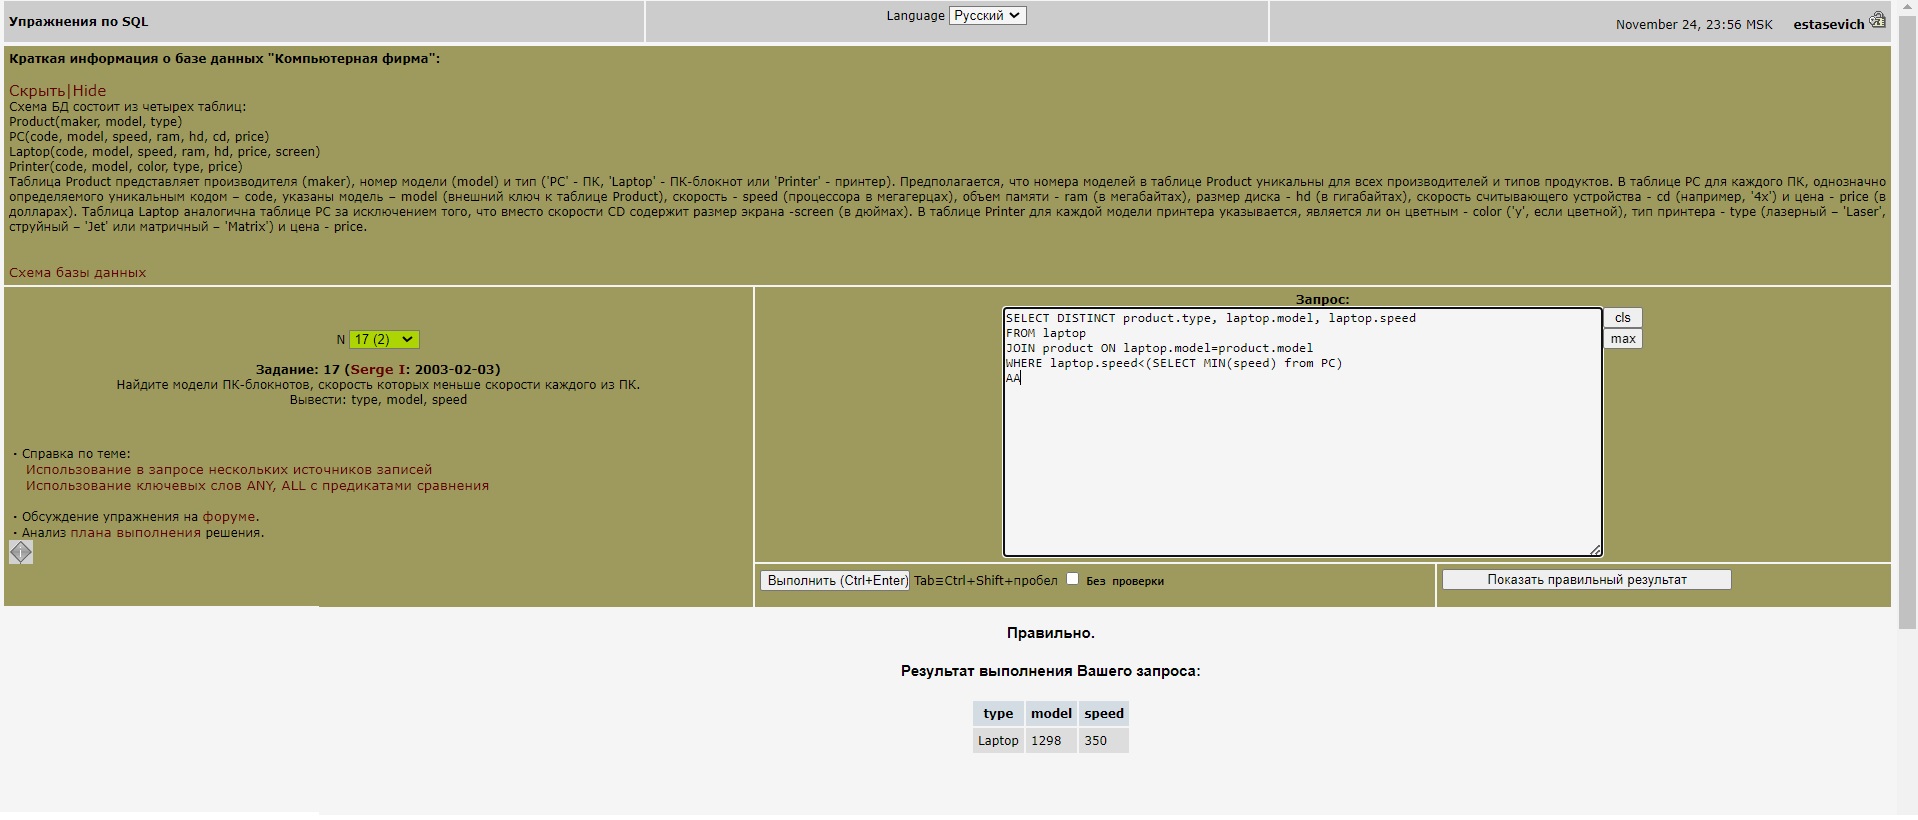 Упражнения по SQL
Language Русский
November 24, 23:56 MSK estasevich
Краткая информация о базе данных "Компьютерная фирма":
Скрыть|Hide
Схема БД состоит из четырех таблиц:
Product(maker, model, type)
PC(code, model, speed, ram, hd, cd, price)
Laptop(code, model, speed, ram, hd, price, screen)
Printer(code, model, color, type, price)
Таблица Product представляет производителя (maker), номер модели (model) и тип ('PC' - ПК, 'Laptop' - ПК-блокнот или 'Printer' - принтер). Предполагается, что номера моделей в таблице Product уникальны для всех производителей и типов продуктов. В таблице PC для каждого ПК, однозначно
определяемого уникальным кодом – code, указаны модель – model (внешний ключ к таблице Product), скорость - speed (процессора в мегагерцах), объем памяти - ram (в мегабайтах), размер диска - hd (в гигабайтах), скорость считывающего устройства - cd (например, '4x') и цена - price (в
долларах). Таблица Laptop аналогична таблице PC за исключением того, что вместо скорости CD содержит размер экрана -screen (в дюймах). В таблице Printer для каждой модели принтера указывается, является ли он цветным - color ('y', если цветной), тип принтера - type (лазерный – 'Laser',
струйный – 'Jet' или матричный – 'Matrix') и цена - price.
Схема базы данных
N 17 (2)
Задание: 17 (Serge I: 2003-02-03)
Найдите модели ПК-блокнотов, скорость которых меньше скорости каждого из ПК.
Вывести: type, model, speed
· Справка по теме:
Использование в запросе нескольких источников записей
Использование ключевых слов ANY, ALL с предикатами сравнения
· Обсуждение упражнения на форуме.
· Анализ плана выполнения решения.
Запрос:
SELECT DISTINCT product.type, laptop.model, laptop.speed
FROM laptop
JOIN product ON laptop.model=product.model
WHERE laptop.speed<(SELECT MIN(speed) from PC)
AA
cls
max
Выполнить (Ctrl+Enter) Tab≡Ctrl+Shift+пробел Без проверки
Показать правильный результат
Правильно.
Результат выполнения Вашего запроса:
type model speed
Laptop 1298 350